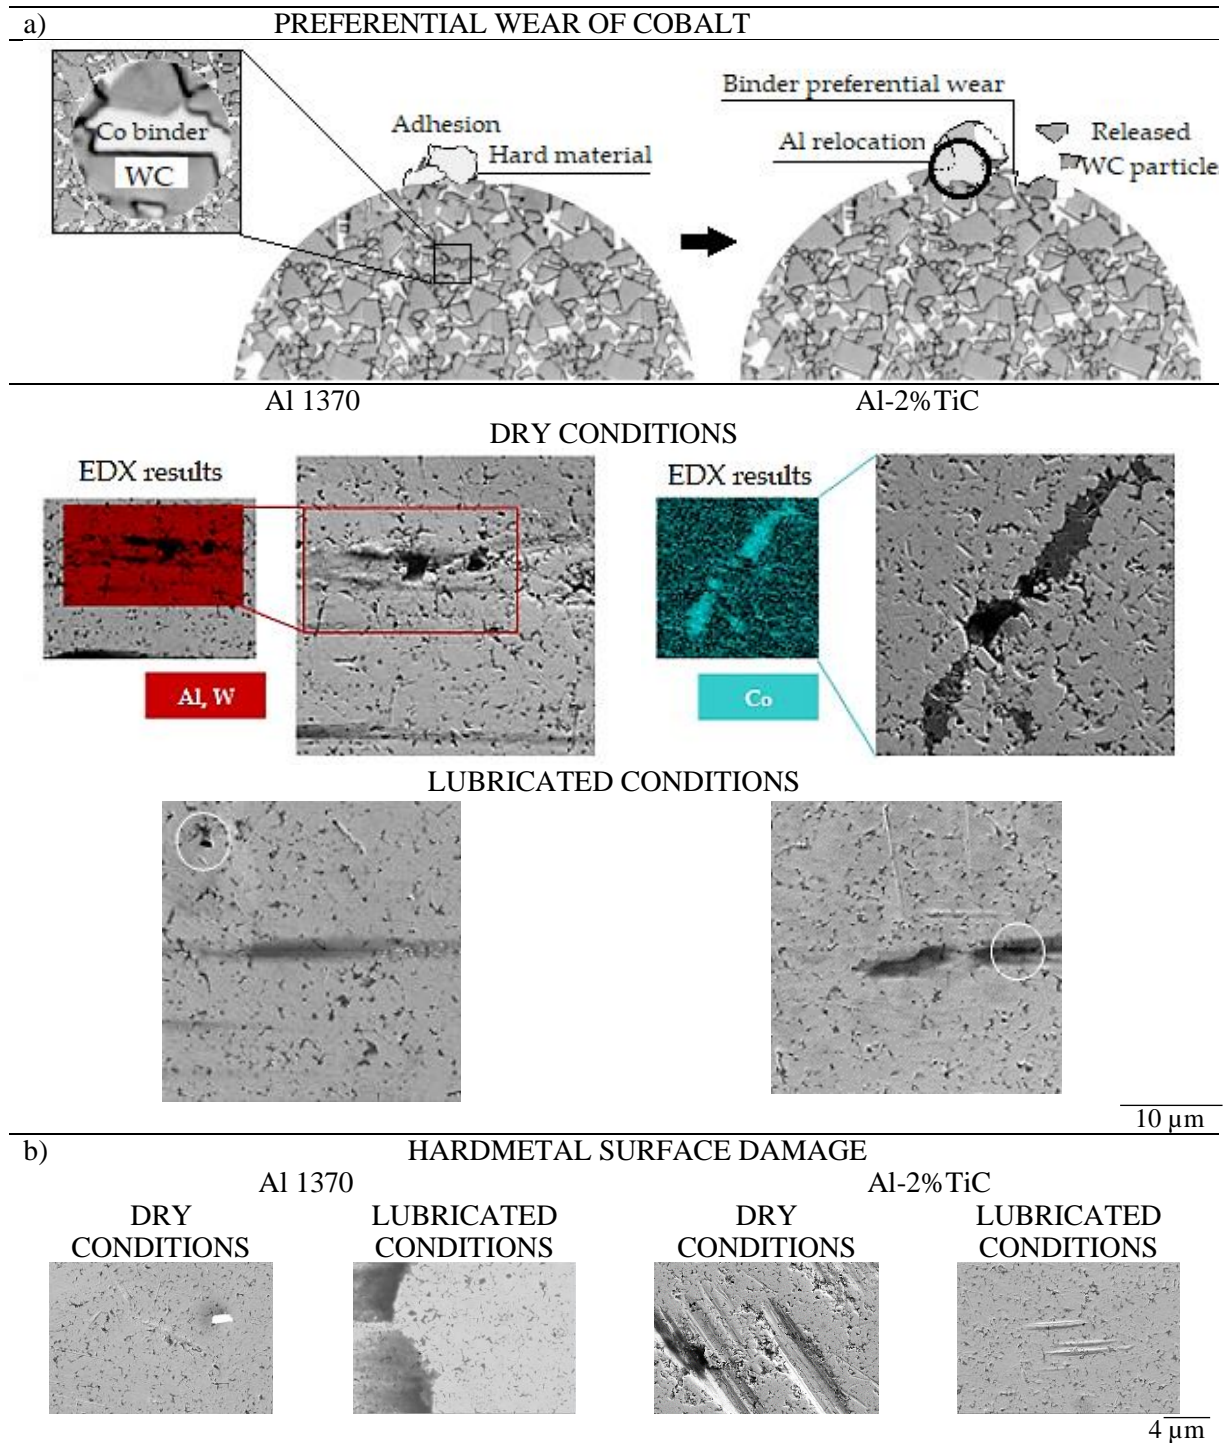 a) PREFERENTIAL WEAR OF COBALT
Binder preferential wear
Co binder
WC
Adhesion
Hard material
Al relocation
Released
WC particle
Al 1370 Al-2%TiC
DRY CONDITIONS
EDX results EDX results
Al, W
Co
LUBRICATED CONDITIONS
10 µm
b) HARDMETAL SURFACE DAMAGE
Al 1370 Al-2%TiC
DRY LUBRICATED DRY LUBRICATED
CONDITIONS CONDITIONS CONDITIONS CONDITIONS
4 µm